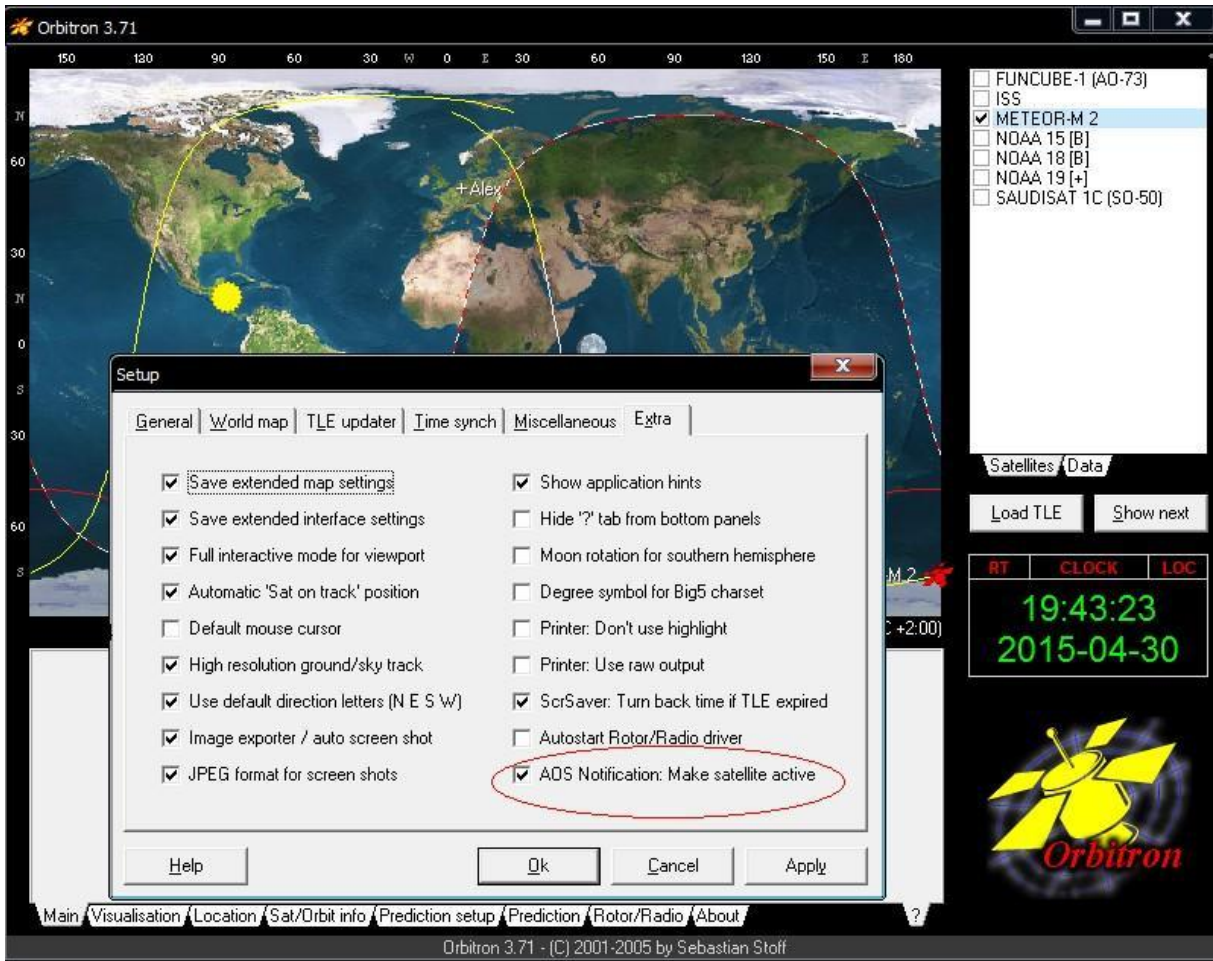 Orbitron 3.71
150 120 90 60 30 W 0 E 30 60 90 120 150 E 180
N
60
30
N
0
S
30
60
S
+Alex
M 2
C +2:00)
FUNCUBE-1 (AO-73)
ISS
METEOR-M 2
NOAA 15 [B]
NOAA 18 [B]
NOAA 19 [+]
SAUDISAT 1C (SO-50)
Satellites Data
Load TLE Show next
RT CLOCK LOC
19:43:23
2015-04-30
Orbitron
Setup
General World map TLE updater Time synch Miscellaneous Extra
Save extended map settings
Save extended interface settings
Full interactive mode for viewport
Automatic 'Sat on track' position
Default mouse cursor
High resolution ground/sky track
Use default direction letters (N E S W)
Image exporter / auto screen shot
JPEG format for screen shots
Show application hints
Hide '?' tab from bottom panels
Moon rotation for southern hemisphere
Degree symbol for Big5 charset
Printer: Don't use highlight
Printer: Use raw output
ScrSaver: Turn back time if TLE expired
Autostart Rotor/Radio driver
AOS Notification: Make satellite active
Help Ok Cancel Apply
Main Visualisation Location Sat/Orbit info Prediction setup Prediction Rotor/Radio About ?
Orbitron 3.71 - (C) 2001-2005 by Sebastian Stoff